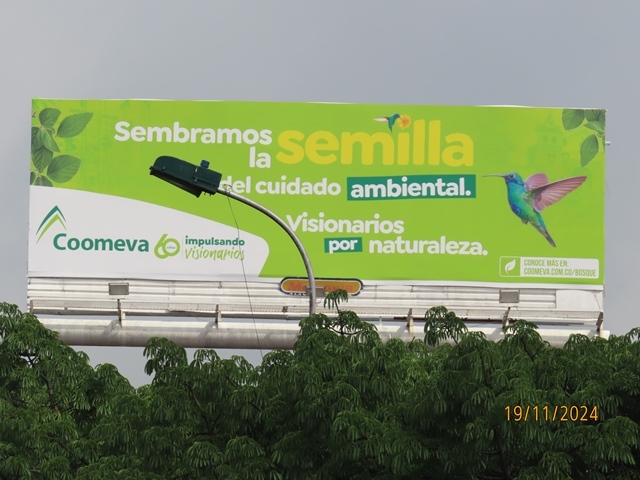 Sembramos
la semilla
del cuidado ambiental.
Visionarios
por naturaleza.
Coomeva 60 impulsando
visionarios
CONOCE MÁS EN:
COOMEVA.COM.CO/BOSQUE
19/11/2024